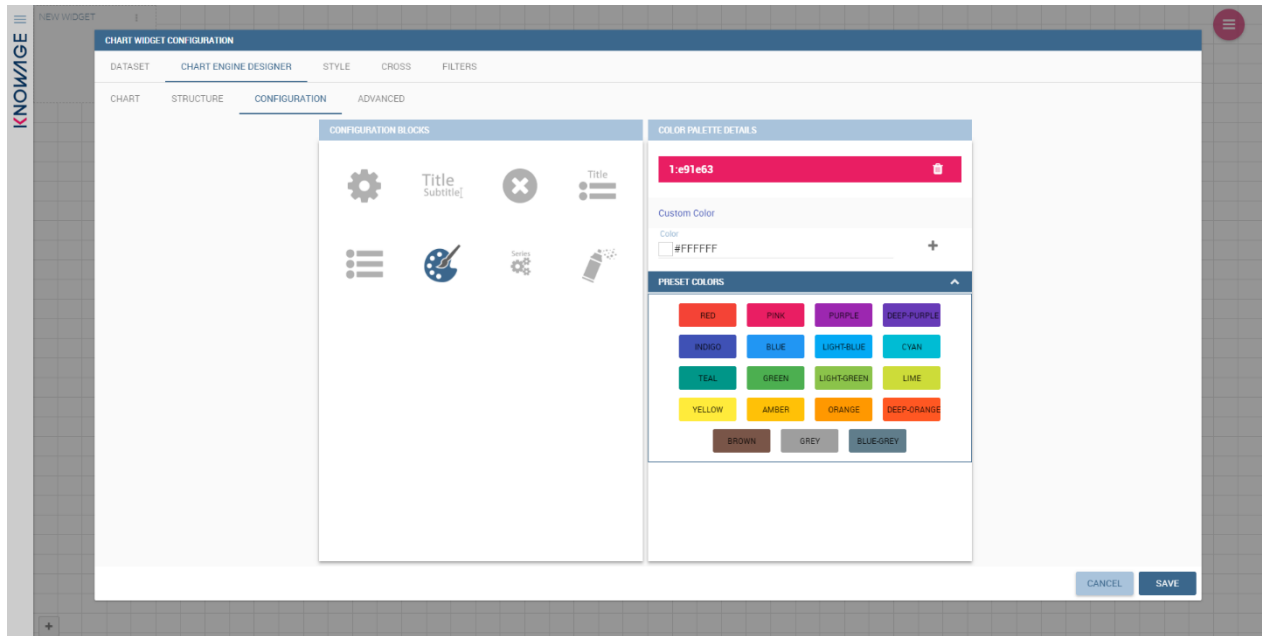 NEW WIDGET
KNOWAGE
CHART WIDGET CONFIGURATION
DATASET CHART ENGINE DESIGNER STYLE CROSS FILTERS
CHART STRUCTURE CONFIGURATION ADVANCED
CONFIGURATION BLOCKS
Title
Subtitle
Title
Series
COLOR PALETTE DETAILS
1:e91e63
Custom Color
Color
#FFFFFF
PRESET COLORS
RED PINK PURPLE DEEP-PURPLE
INDIGO BLUE LIGHT-BLUE CYAN
TEAL GREEN LIGHT-GREEN LIME
YELLOW AMBER ORANGE DEEP-ORANGE
BROWN GREY BLUE-GREY
CANCEL SAVE